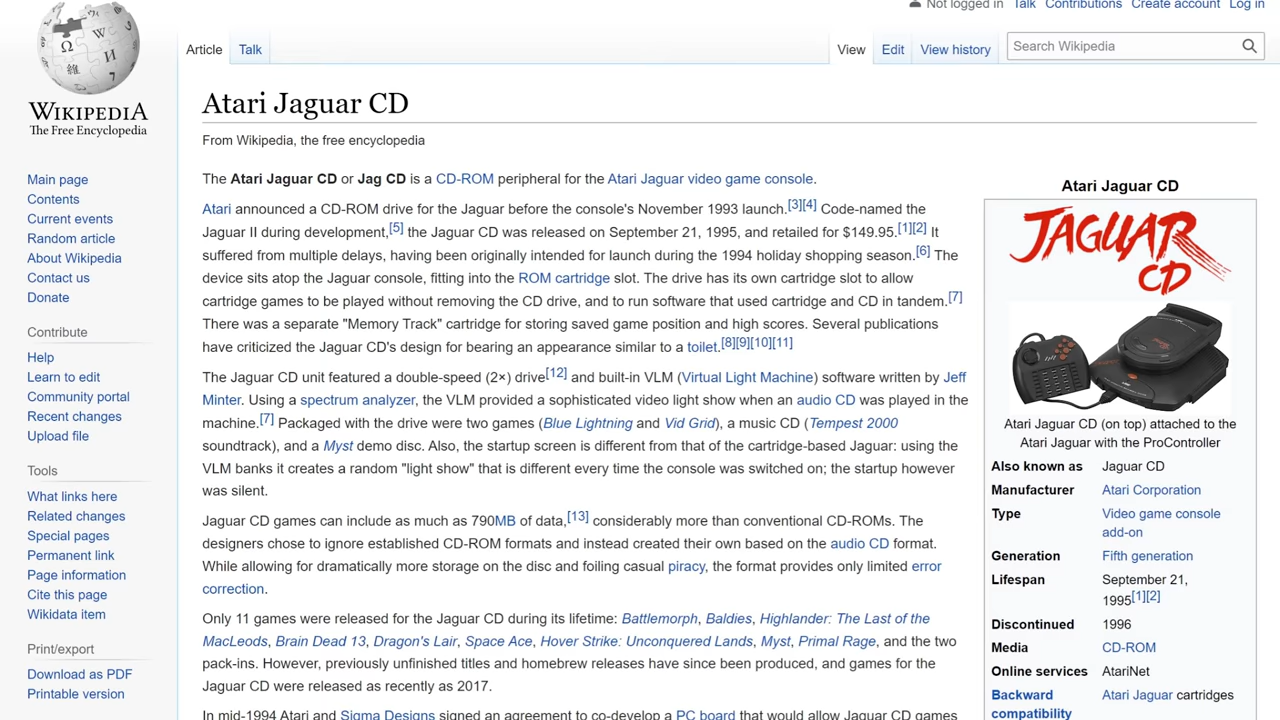 Not logged in Talk Contributions Create account Log in
WIKIPEDIA
The Free Encyclopedia
Article Talk View Edit View history Search Wikipedia
Main page
Contents
Current events
Random article
About Wikipedia
Contact us
Donate
Contribute
Help
Learn to edit
Community portal
Recent changes
Upload file
Tools
What links here
Related changes
Special pages
Permanent link
Page information
Cite this page
Wikidata item
Print/export
Download as PDF
Printable version
Atari Jaguar CD
From Wikipedia, the free encyclopedia
The Atari Jaguar CD or Jag CD is a CD-ROM peripheral for the Atari Jaguar video game console.
Atari announced a CD-ROM drive for the Jaguar before the console's November 1993 launch.[3][4] Code-named the
Jaguar II during development,[5] the Jaguar CD was released on September 21, 1995, and retailed for $149.95.[1][2] It
suffered from multiple delays, having been originally intended for launch during the 1994 holiday shopping season.[6] The
device sits atop the Jaguar console, fitting into the ROM cartridge slot. The drive has its own cartridge slot to allow
cartridge games to be played without removing the CD drive, and to run software that used cartridge and CD in tandem.[7]
There was a separate "Memory Track" cartridge for storing saved game position and high scores. Several publications
have criticized the Jaguar CD's design for bearing an appearance similar to a toilet.[8][9][10][11]
The Jaguar CD unit featured a double-speed (2×) drive[12] and built-in VLM (Virtual Light Machine) software written by Jeff
Minter. Using a spectrum analyzer, the VLM provided a sophisticated video light show when an audio CD was played in the
machine.[7] Packaged with the drive were two games (Blue Lightning and Vid Grid), a music CD (Tempest 2000
soundtrack), and a Myst demo disc. Also, the startup screen is different from that of the cartridge-based Jaguar: using the
VLM banks it creates a random "light show" that is different every time the console was switched on; the startup however
was silent.
Jaguar CD games can include as much as 790MB of data,[13] considerably more than conventional CD-ROMs. The
designers chose to ignore established CD-ROM formats and instead created their own based on the audio CD format.
While allowing for dramatically more storage on the disc and foiling casual piracy, the format provides only limited error
correction.
Only 11 games were released for the Jaguar CD during its lifetime: Battlemorph, Baldies, Highlander: The Last of the
MacLeods, Brain Dead 13, Dragon's Lair, Space Ace, Hover Strike: Unconquered Lands, Myst, Primal Rage, and the two
pack-ins. However, previously unfinished titles and homebrew releases have since been produced, and games for the
Jaguar CD were released as recently as 2017.
In mid-1994 Atari and Sigma Designs signed an agreement to co-develop a PC board that would allow Jaguar CD games
Atari Jaguar CD
JAGUAR
CD
Atari Jaguar CD (on top) attached to the
Atari Jaguar with the ProController
Also known as Jaguar CD
Manufacturer Atari Corporation
Type Video game console
add-on
Generation Fifth generation
Lifespan September 21,
1995[1][2]
Discontinued 1996
Media CD-ROM
Online services AtariNet
Backward Atari Jaguar cartridges
compatibility